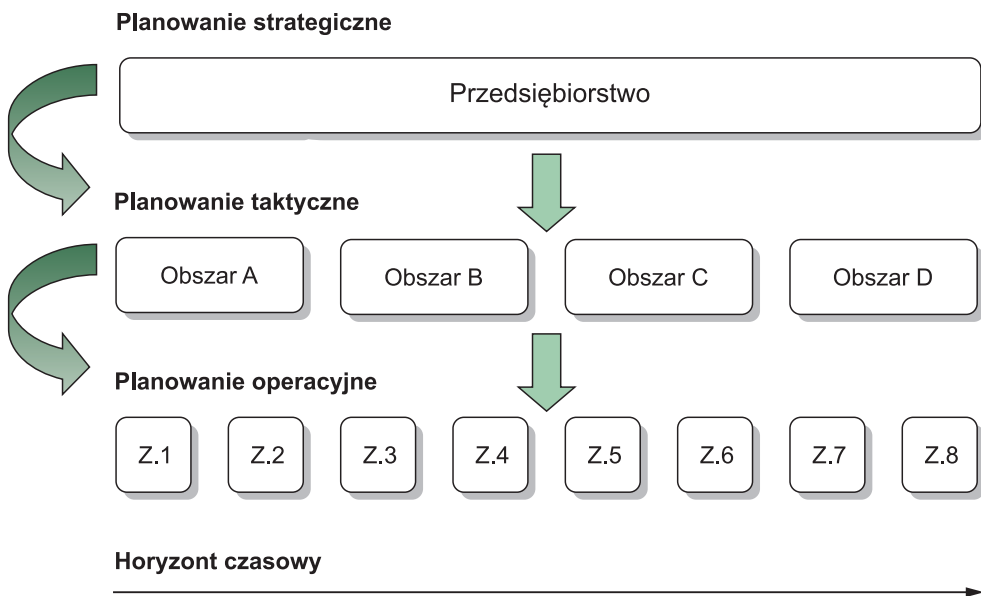 Planowanie strategiczne
Przedsiębiorstwo
Planowanie taktyczne
Obszar A
Obszar B
Obszar C
Obszar D
Planowanie operacyjne
Z.1
Z.2
Z.3
Z.4
Z.5
Z.6
Z.7
Z.8
Horyzont czasowy